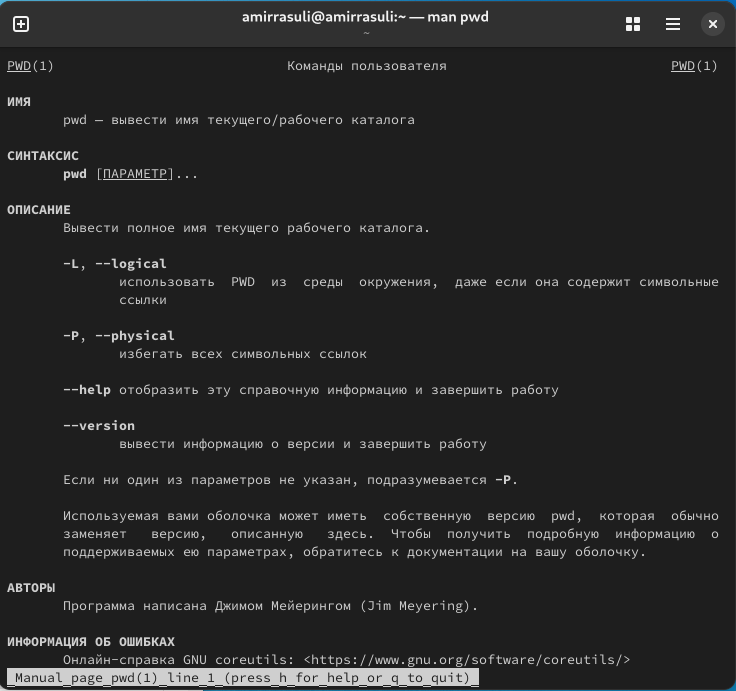 amirrasuli@amirrasuli:~ — man pwd
~
PWD(1) Команды пользователя PWD(1)
ИМЯ
pwd – вывести имя текущего/рабочего каталога
СИНТАКСИС
pwd [ПАРАМЕТР]...
ОПИСАНИЕ
Вывести полное имя текущего рабочего каталога.
-L, --logical
использовать PWD из среды окружения, даже если она содержит символьные
ссылки
-P, --physical
избегать всех символьных ссылок
--help отобразить эту справочную информацию и завершить работу
--version
вывести информацию о версии и завершить работу
Если ни один из параметров не указан, подразумевается -P.
Используемая вами оболочка может иметь собственную версию pwd, которая обычно
заменяет версию, описанную здесь. Чтобы получить подробную информацию о
поддерживаемых ею параметрах, обратитесь к документации на вашу оболочку.
АВТОРЫ
Программа написана Джимом Мейерингом (Jim Meyering).
ИНФОРМАЦИЯ ОБ ОШИБКАХ
Онлайн-справка GNU coreutils: <https://www.gnu.org/software/coreutils/>
Manual page pwd(1) line 1 (press h for help or q to quit)